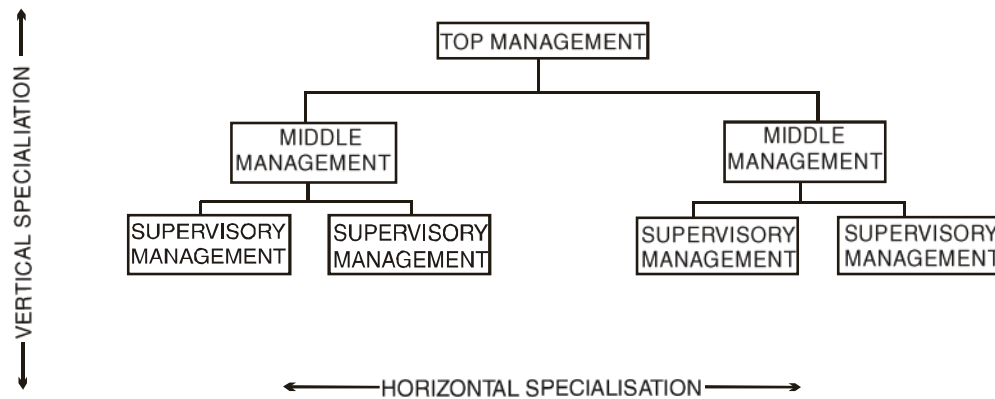 TOP MANAGEMENT
MIDDLE
MANAGEMENT
MIDDLE
MANAGEMENT
SUPERVISORY
MANAGEMENT
SUPERVISORY
MANAGEMENT
SUPERVISORY
MANAGEMENT
SUPERVISORY
MANAGEMENT
VERTICAL SPECIALIATION
HORIZONTAL SPECIALISATION